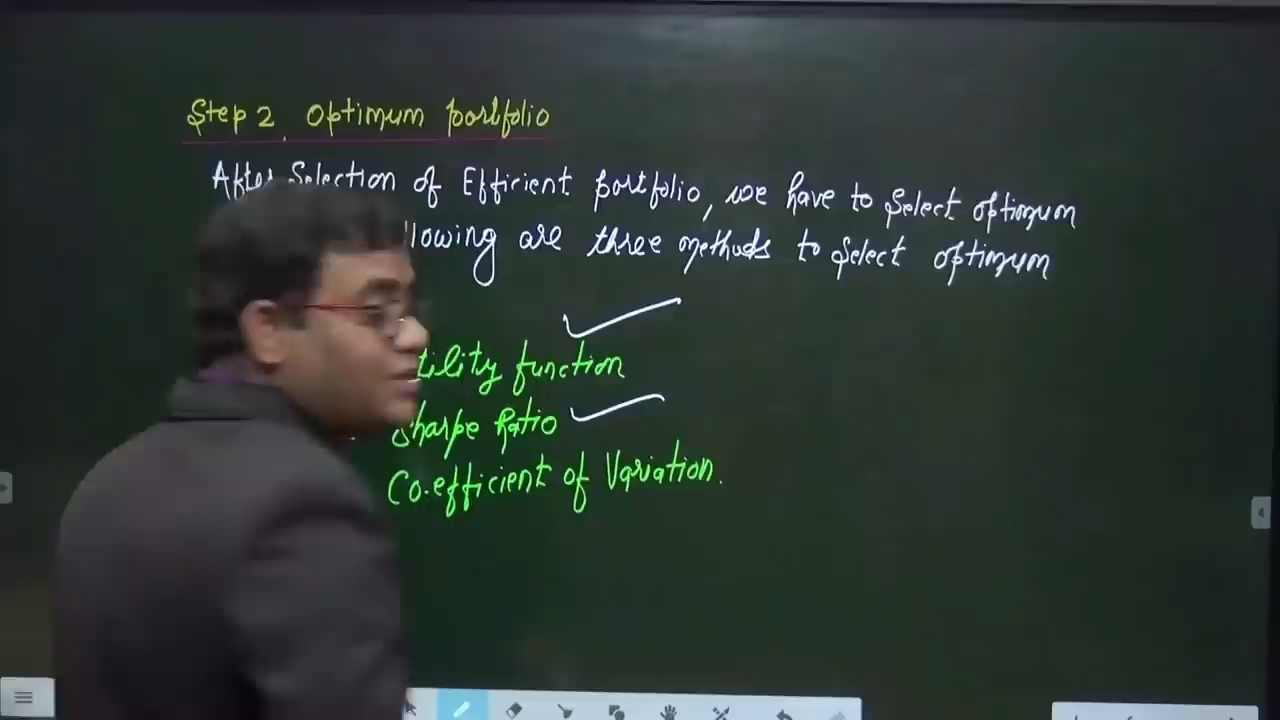 Step 2. Optimum portfolio
After Selection of Efficient portfolio, we have to Select optimum
llowing are three methods to Select optimum
tility function
Sharpe Ratio
Co-efficient of Variation.